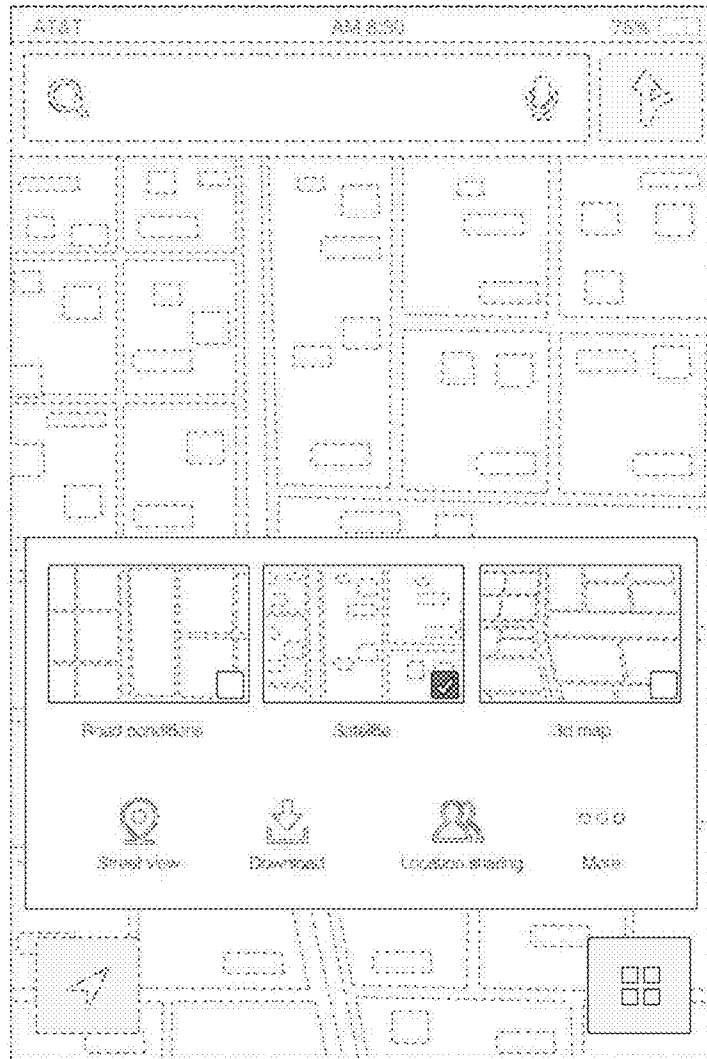 AT&T AM 8:30 78%
Road conditions Satellite 3d map
Street view Download Location sharing More